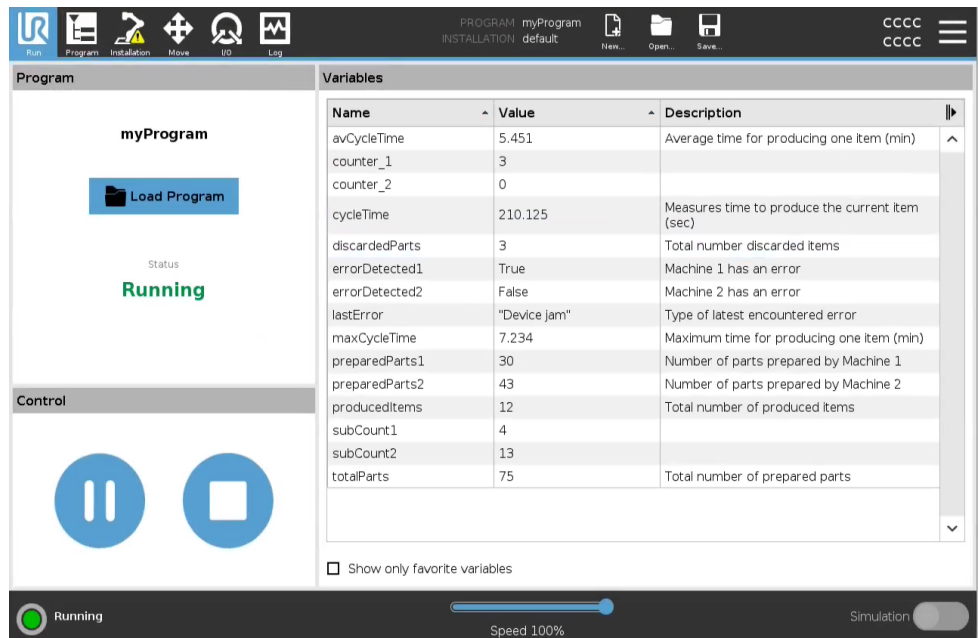 UR
PROGRAM myProgram
INSTALLATION default
CCCC
CCCC
Run Program Installation Move I/O Log New... Open... Save...
Program
myProgram
Load Program
Status
Running
Control
Variables
Name Value Description
avCycleTime 5.451 Average time for producing one item (min)
counter_1 3
counter_2 0
cycleTime 210.125 Measures time to produce the current item
(sec)
discardedParts 3 Total number discarded items
errorDetected1 True Machine 1 has an error
errorDetected2 False Machine 2 has an error
lastError "Device jam" Type of latest encountered error
maxCycleTime 7.234 Maximum time for producing one item (min)
preparedParts1 30 Number of parts prepared by Machine 1
preparedParts2 43 Number of parts prepared by Machine 2
producedItems 12 Total number of produced items
subCount1 4
subCount2 13
totalParts 75 Total number of prepared parts
Show only favorite variables
Running
Speed 100%
Simulation